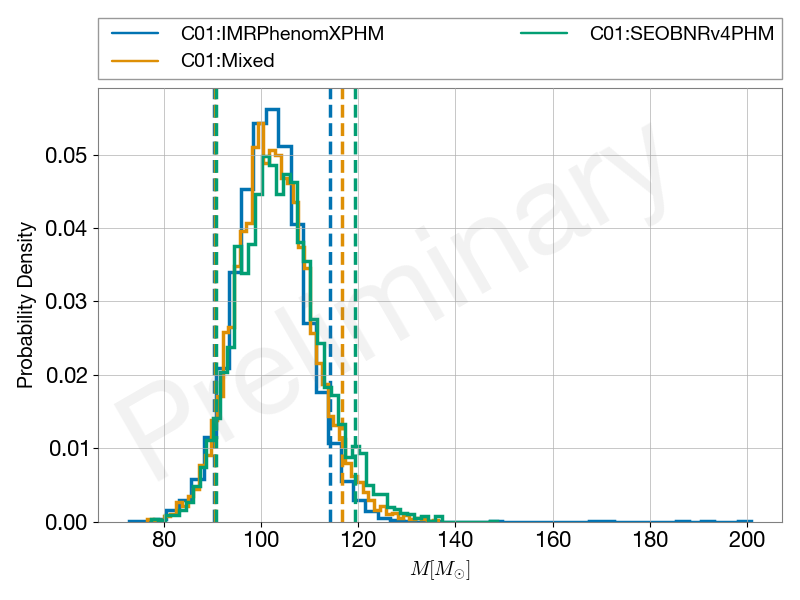 C01:IMRPhenomXPHM
C01:Mixed
C01:SEOBNRv4PHM
Preliminary
Probability Density
0.05
0.04
0.03
0.02
0.01
0.00
80 100 120 140 160 180 200
M[M☉]